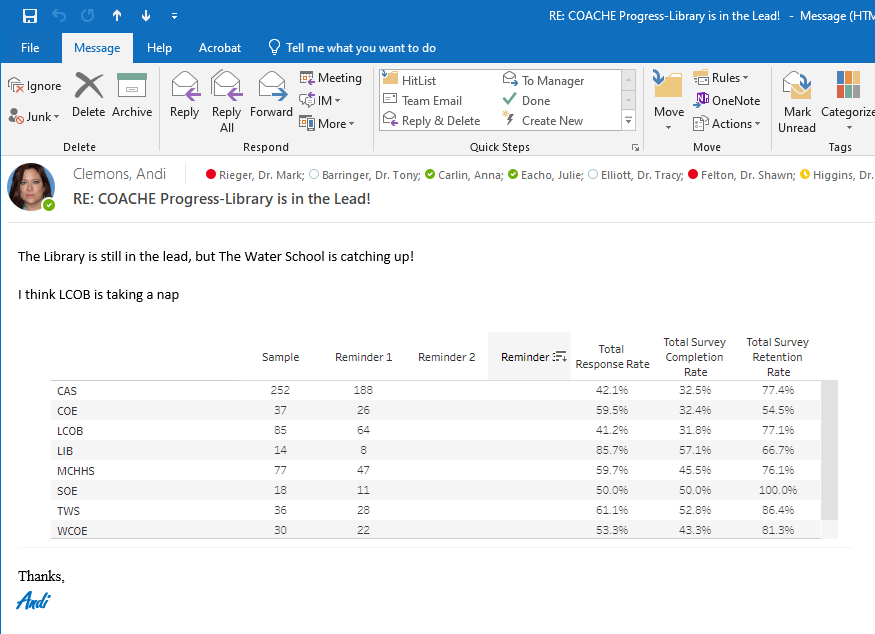 RE: COACHE Progress-Library is in the Lead! - Message (HTM
File Message Help Acrobat Tell me what you want to do
Ignore
Junk
Delete
Archive
Reply
Reply All
Forward
Meeting
IM
More
HitList
Team Email
Reply & Delete
To Manager
Done
Create New
Move
Rules
OneNote
Actions
Mark Unread
Categorize
Delete Respond Quick Steps Move Tags
Clemons, Andi Rieger, Dr. Mark; Barringer, Dr. Tony; Carlin, Anna; Eacho, Julie; Elliott, Dr. Tracy; Felton, Dr. Shawn; Higgins, Dr.
RE: COACHE Progress-Library is in the Lead!
The Library is still in the lead, but The Water School is catching up!
I think LCOB is taking a nap
Sample Reminder 1 Reminder 2 Reminder Total Response Rate Total Survey Completion Rate Total Survey Retention Rate
CAS 252 188 42.1% 32.5% 77.4%
COE 37 26 59.5% 32.4% 54.5%
LCOB 85 64 41.2% 31.8% 77.1%
LIB 14 8 85.7% 57.1% 66.7%
MCHHS 77 47 59.7% 45.5% 76.1%
SOE 18 11 50.0% 50.0% 100.0%
TWS 36 28 61.1% 52.8% 86.4%
WCOE 30 22 53.3% 43.3% 81.3%
Thanks,
Andi